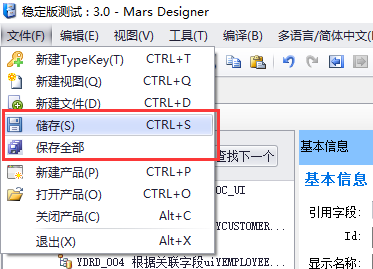 稳定版测试 : 3.0 - Mars Designer
文件(F) 编辑(E) 视图(V) 工具(T) 编译(B) 多语言/简体中文(
新建TypeKey(T) CTRL+T
新建视图(Q) CTRL+Q
新建文件(D) CTRL+D
储存(S) CTRL+S
保存全部
新建产品(P) CTRL+P
打开产品(O) CTRL+O
关闭产品(C) Alt+C
退出(X) Alt+X
查找下一个
OC_UI
YCUSTOMER...
YDRD_004 根据关联字段uiYEMPLOYEE...
基本信息
基本信息
引用字段:
Id:
显示名称: